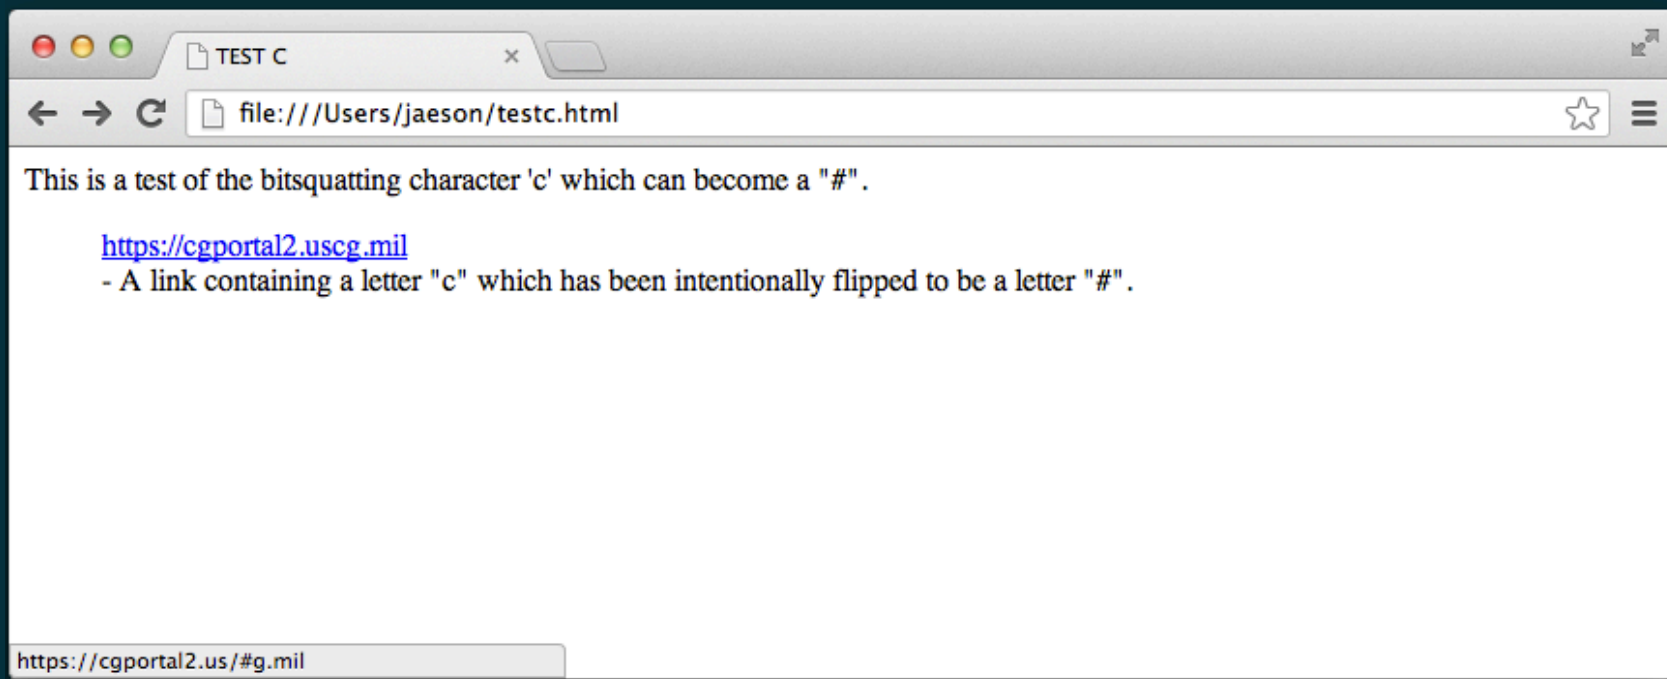 TEST C
file:///Users/jaeson/testc.html
This is a test of the bitsquatting character 'c' which can become a "#".
https://cgportal2.uscg.mil
- A link containing a letter "c" which has been intentionally flipped to be a letter "#".
https://cgportal2.us/#g.mil